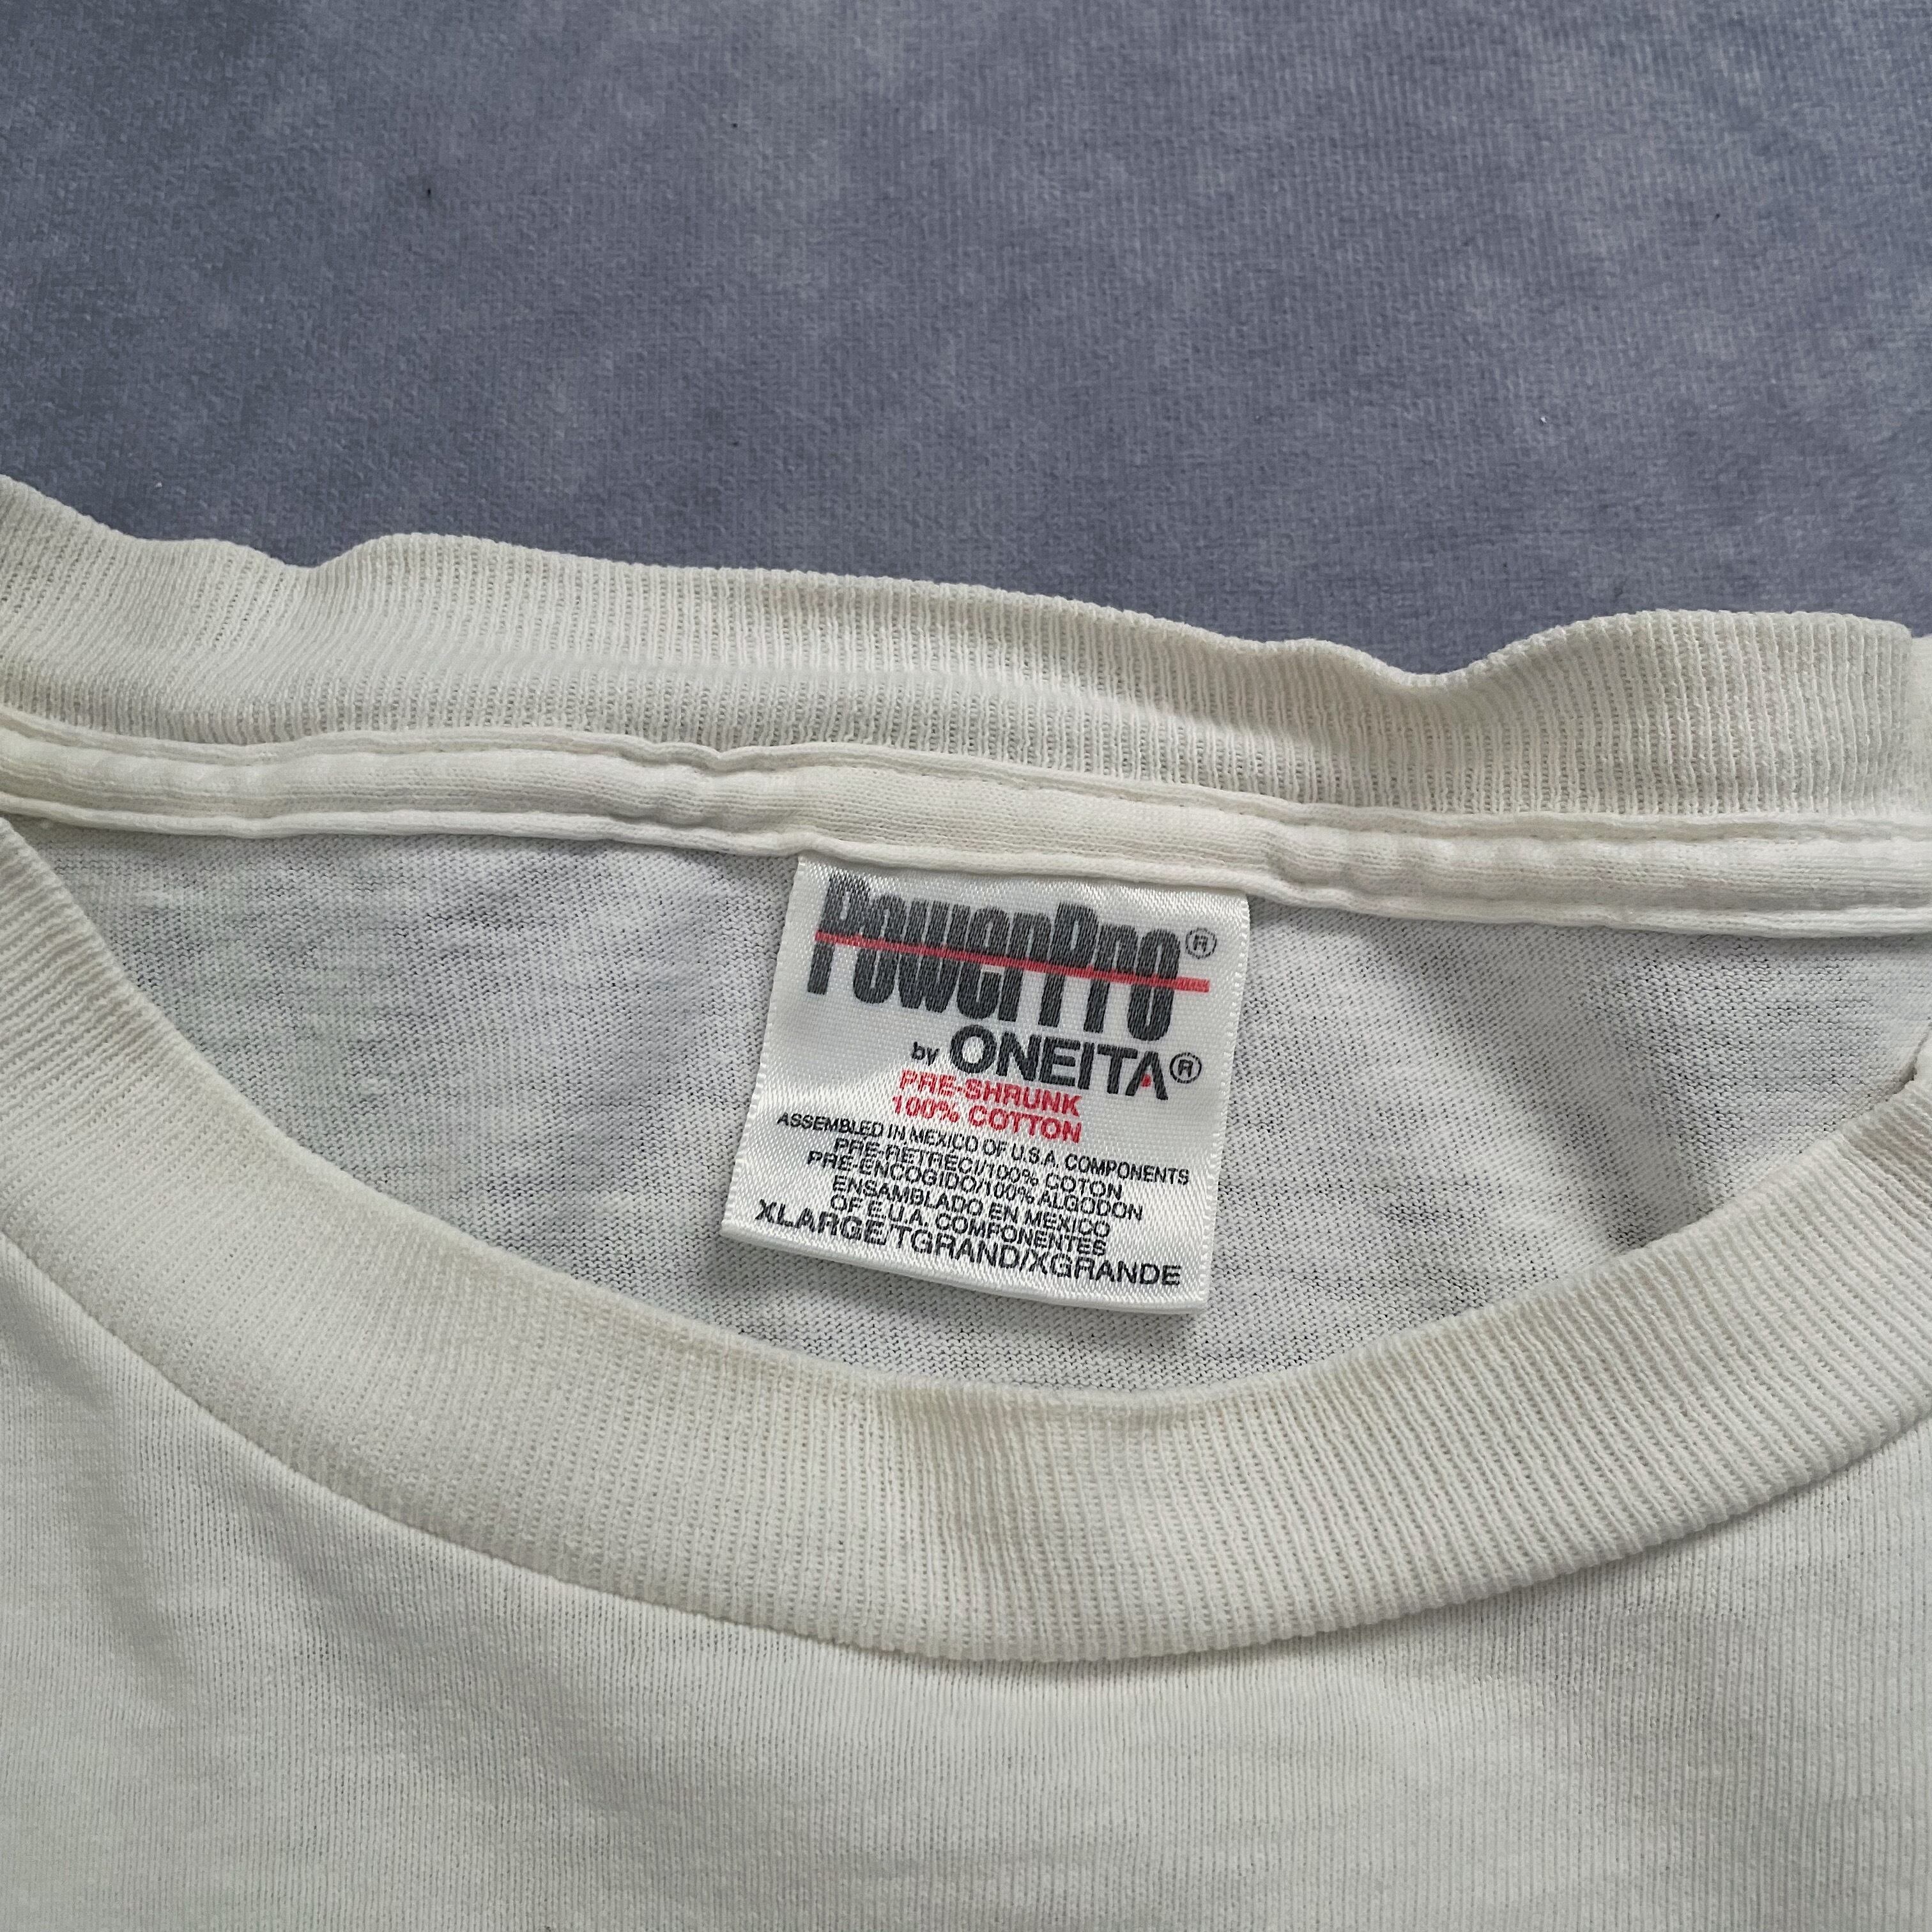 PowerPro®
by ONEITA®
PRE-SHRUNK
100% COTTON
ASSEMBLED IN MEXICO OF U.S.A. COMPONENTS
PRE-RETRECI/100% COTON
PRE-ENCOGIDO/100% ALGODON
ENSAMBLADO EN MEXICO
OF E.U.A. COMPONENTES
XLARGE/TGRAND/XGRANDE